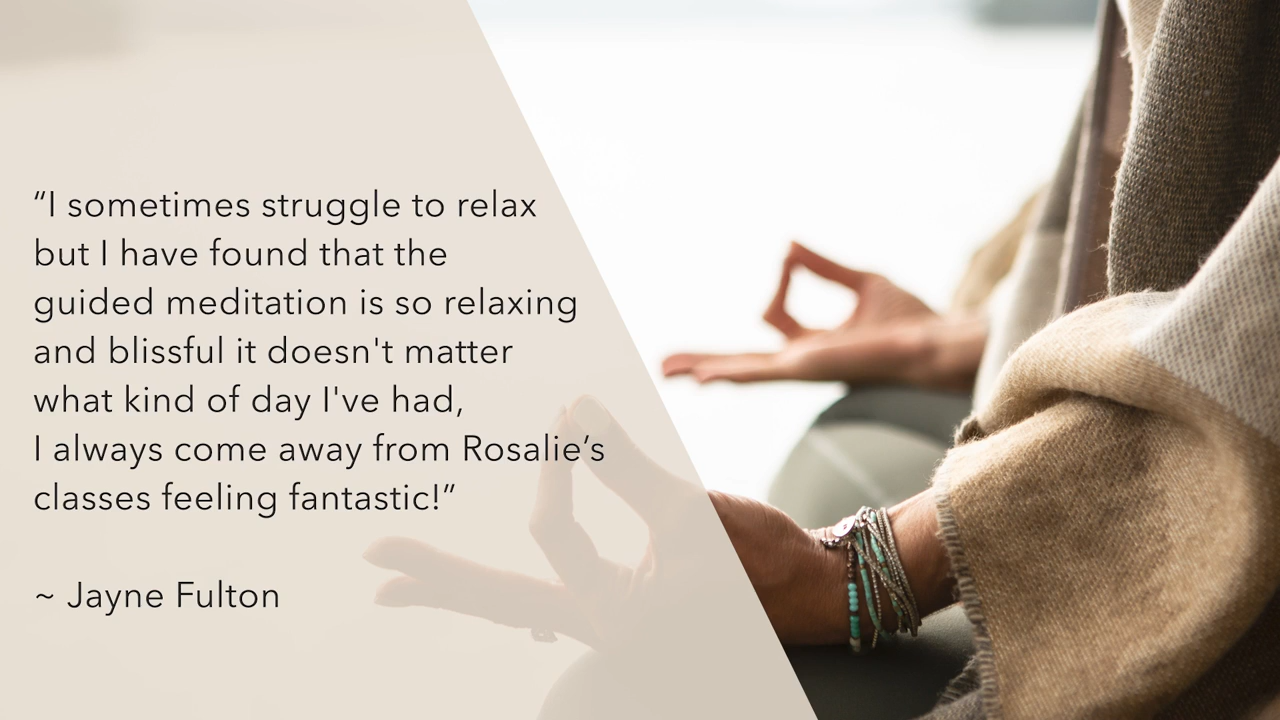 “I sometimes struggle to relax
but I have found that the
guided meditation is so relaxing
and blissful it doesn't matter
what kind of day I've had,
I always come away from Rosalie’s
classes feeling fantastic!”
~ Jayne Fulton